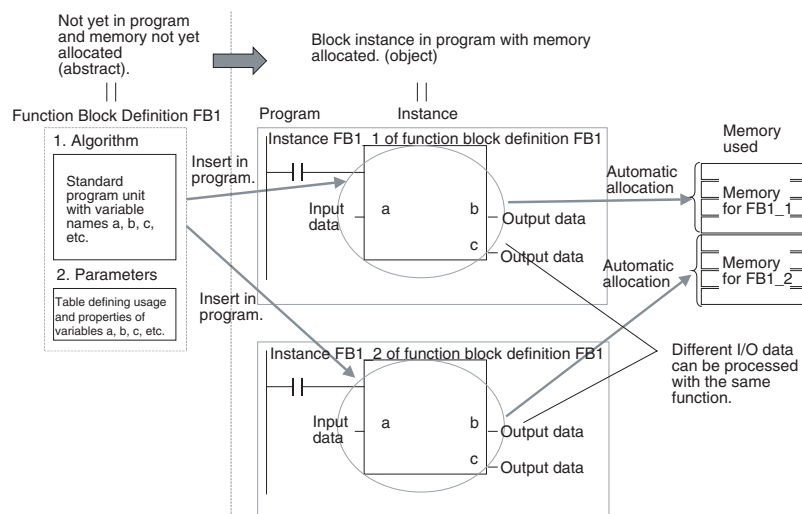 Not yet in program
and memory not yet
allocated
(abstract).
Block instance in program with memory
allocated. (object)
Function Block Definition FB1
Program
Instance
Memory
used
1. Algorithm
Standard
program unit
with variable
names a, b, c,
etc.
2. Parameters
Table defining usage
and properties of
variables a, b, c, etc.
Insert in
program.
Insert in
program.
Instance FB1_1 of function block definition FB1
Input
data
a
b
c
Output data
Output data
Automatic
allocation
Memory
for FB1_1
Automatic
allocation
Memory
for FB1_2
Instance FB1_2 of function block definition FB1
Input
data
a
b
c
Output data
Output data
Different I/O data
can be processed
with the same
function.